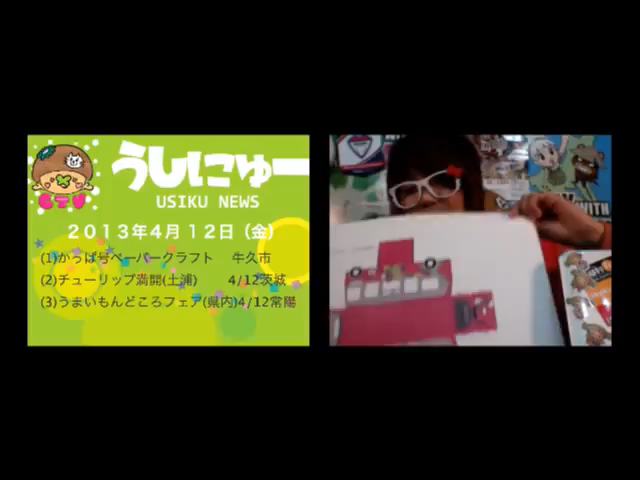 CTV
うしにゅー
USIKU NEWS
2013年4月12日（金）
(1)かっぱ号ペーパークラフト 牛久市
(2)チューリップ満開(土浦) 4/12茨城
(3)うまいもんどころフェア(県内)4/12常陽
WITH